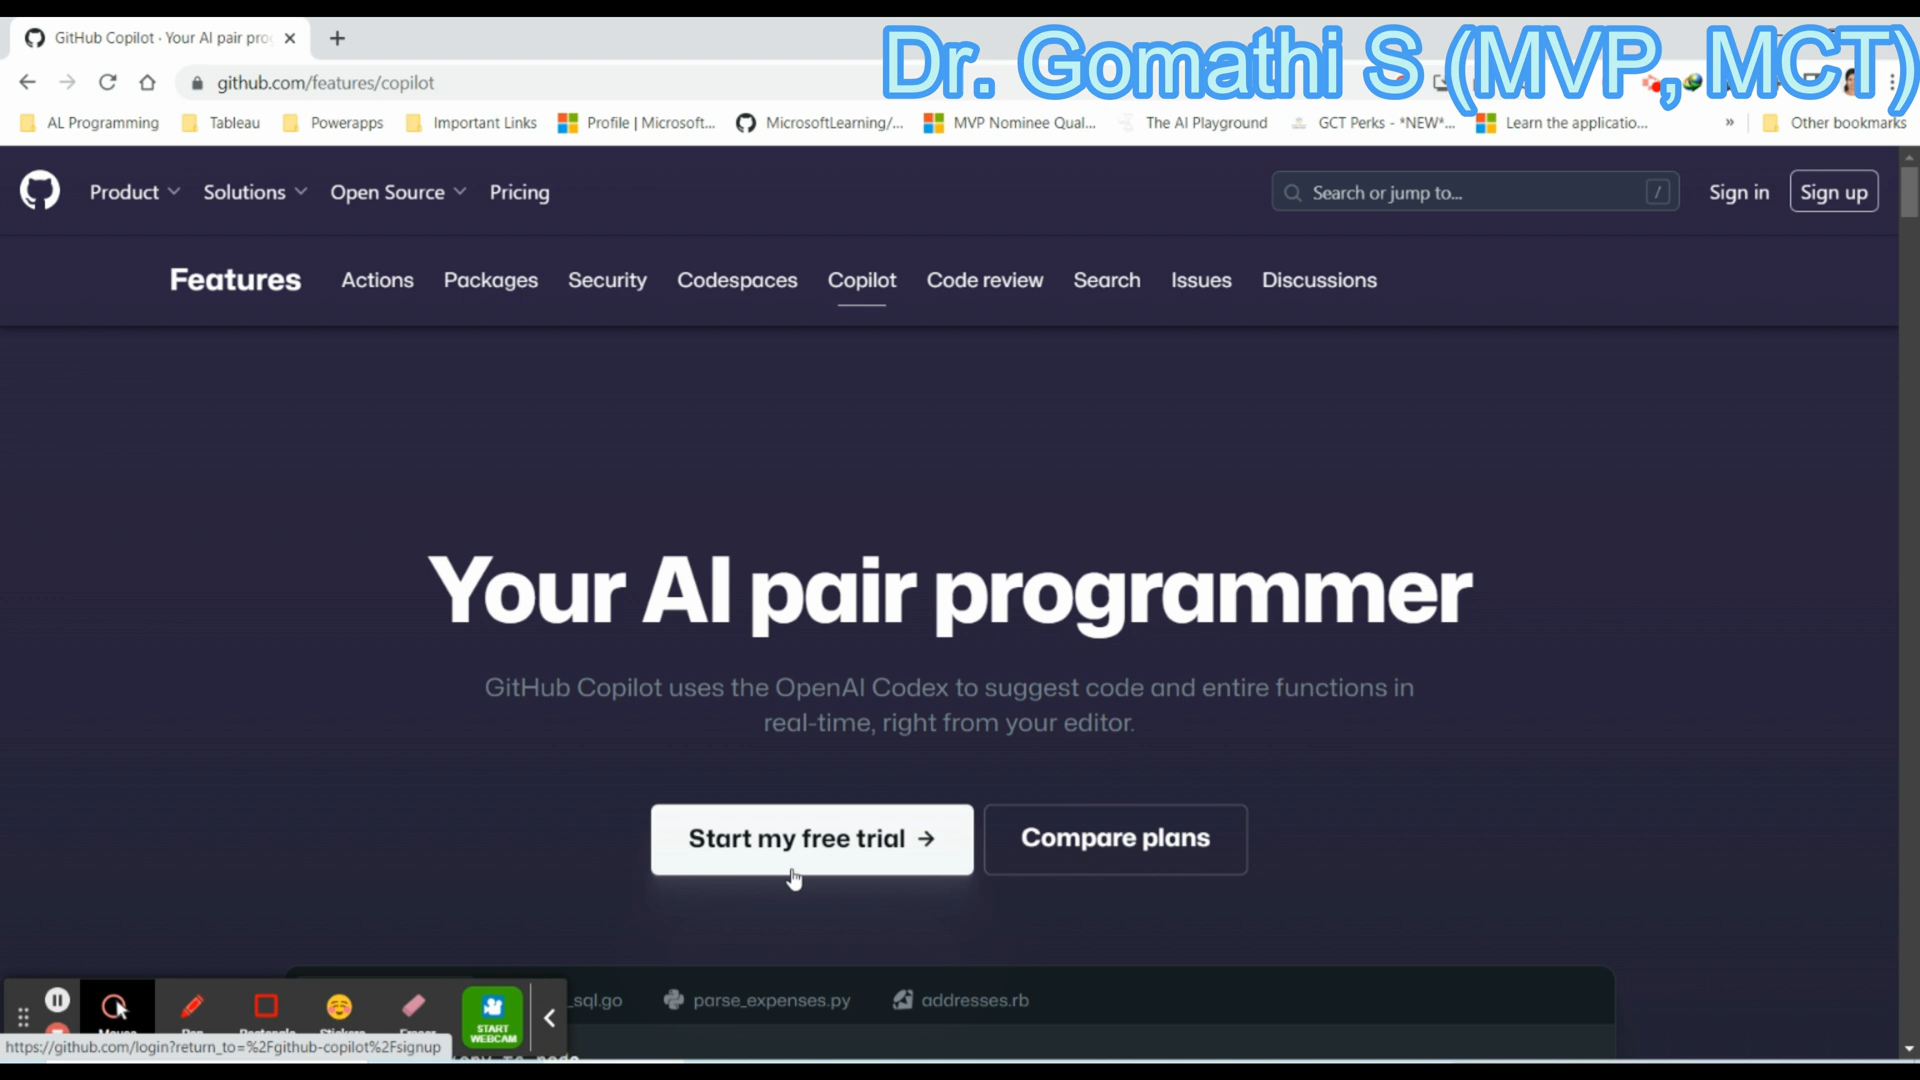 GitHub Copilot · Your AI pair prog
Dr. Gomathi S (MVP, MCT)
github.com/features/copilot
AL Programming Tableau Powerapps Important Links Profile | Microsoft... MicrosoftLearning/... MVP Nominee Qual... The AI Playground GCT Perks - *NEW*... Learn the applicatio... » Other bookmarks
Product Solutions Open Source Pricing Search or jump to... / Sign in Sign up
Features Actions Packages Security Codespaces Copilot Code review Search Issues Discussions
Your AI pair programmer
GitHub Copilot uses the OpenAI Codex to suggest code and entire functions in
real-time, right from your editor.
Start my free trial → Compare plans
_sql.go parse_expenses.py addresses.rb
START
WEBCAM
https://github.com/login?return_to=%2Fgithub-copilot%2Fsignup